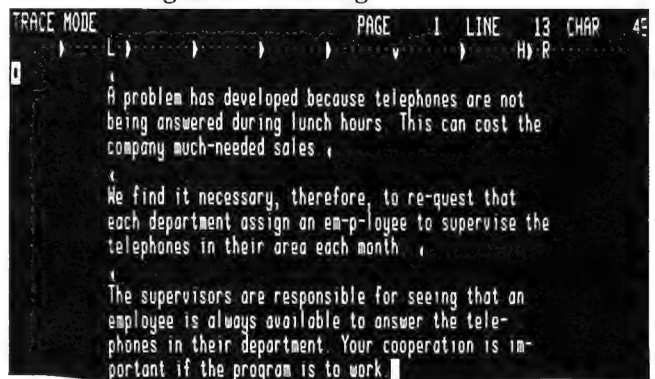 TRACE MODE PAGE 1 LINE 13 CHAR 45
L H R
A problem has developed because telephones are not
being answered during lunch hours. This can cost the
company much-needed sales.
We find it necessary, therefore, to re-quest that
each department assign an em-p-loyee to supervise the
telephones in their area each month.
The supervisors are responsible for seeing that an
employee is always available to answer the tele-
phones in their department. Your cooperation is im-
portant if the program is to work.